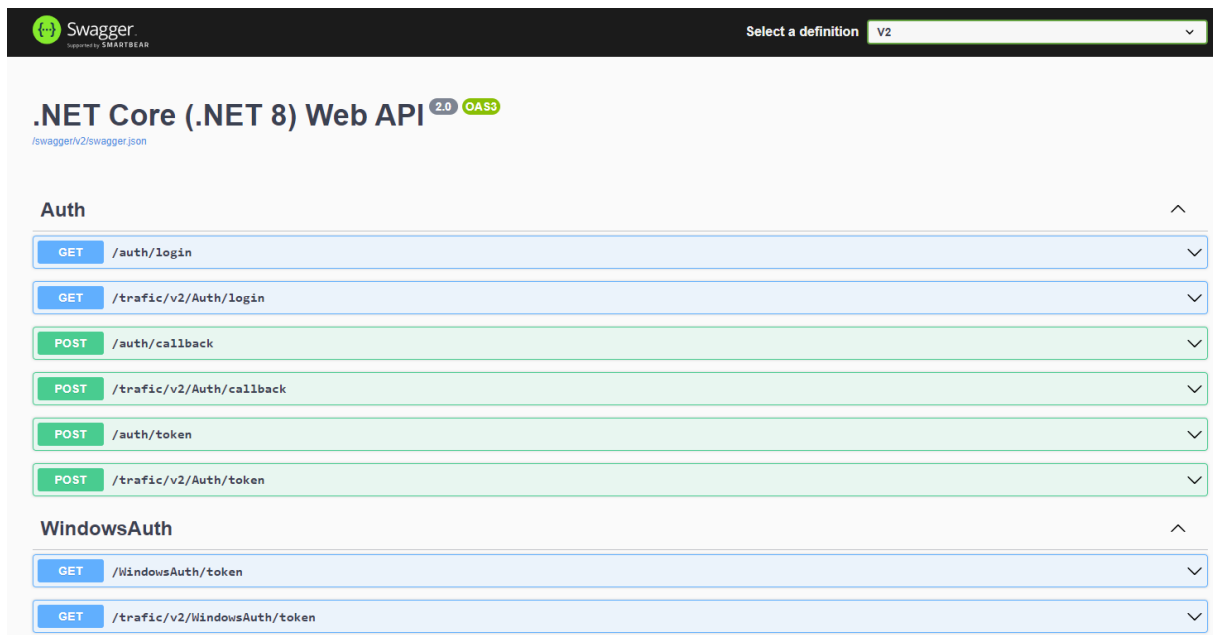 Swagger
Supported by SMARTBEAR
Select a definition V2
.NET Core (.NET 8) Web API 2.0 OAS3
/swagger/v2/swagger.json
Auth
GET /auth/login
GET /trafic/v2/Auth/login
POST /auth/callback
POST /trafic/v2/Auth/callback
POST /auth/token
POST /trafic/v2/Auth/token
WindowsAuth
GET /WindowsAuth/token
GET /trafic/v2/WindowsAuth/token